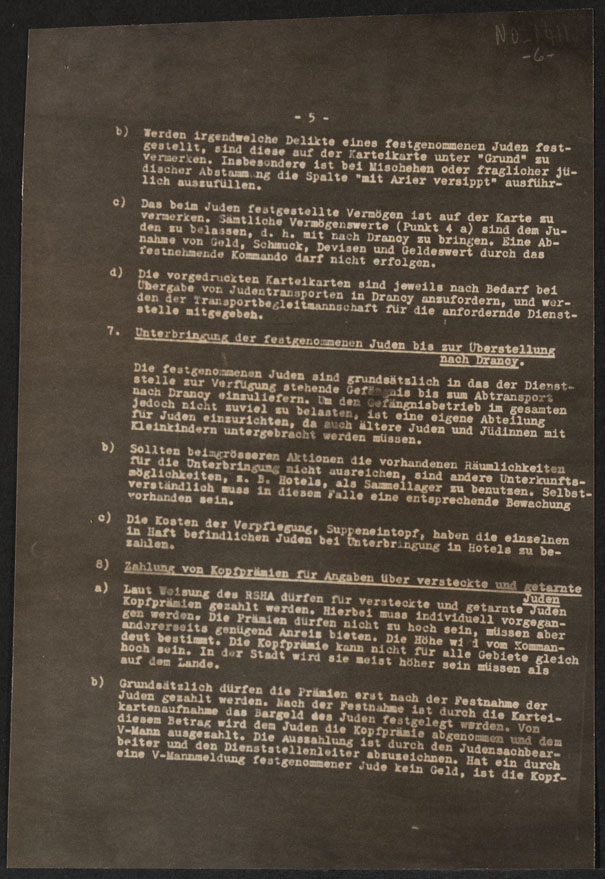 No 1411
-6-
- 5 -
b) Werden irgendwelche Delikte eines festgenommenen Juden fest-
gestellt, sind diese auf der Karteikarte unter "Grund" zu
vermerken. Insbesondere ist bei Mischehen oder fraglicher jü-
discher Abstammung die Spalte "mit Arier versippt" ausführ-
lich auszufüllen.
c) Das beim Juden festgestellte Vermögen ist auf der Karte zu
vermerken. Sämtliche Vermögenswerte (Punkt 4 a) sind dem Ju-
den zu belassen, d. h. mit nach Drancy zu bringen. Eine Ab-
nahme von Geld, Schmuck, Devisen und Geldeswert durch das
festnehmende Kommando darf nicht erfolgen.
d) Die vorgedruckten Karteikarten sind jeweils nach Bedarf bei
Übergabe von Judentransporten in Drancy anzufordern, und wer-
den der Transportbegleitmannschaft für die anfordernde Dienst-
stelle mitgegeben.
7. Unterbringung der festgenommenen Juden bis zur Überstellung
nach Drancy.
Die festgenommenen Juden sind grundsätzlich in das der Dienst-
stelle zur Verfügung stehende Gefängnis bis zum Abtransport
nach Drancy einzuliefern. Um den Gefängnisbetrieb im gesamten
jedoch nicht zuviel zu belasten, ist eine eigene Abteilung
für Juden einzurichten, da auch ältere Juden und Jüdinnen mit
Kleinkindern untergebracht werden müssen.
b) Sollten beimgrösseren Aktionen die vorhandenen Räumlichkeiten
für die Unterbringung nicht ausreichen, sind andere Unterkunfts-
möglichkeiten, z. B. Hotels, als Sammellager zu benutzen. Selbst-
verständlich muss in diesem Falle eine entsprechende Bewachung
vorhanden sein.
c) Die Kosten der Verpflegung, Suppeneintopf, haben die einzelnen
in Haft befindlichen Juden bei Unterbringung in Hotels zu be-
zahlen.
8) Zahlung von Kopfprämien für Angaben über versteckte und getarnte
Juden
a) Laut Weisung des RSHA dürfen für versteckte und getarnte Juden
Kopfprämien gezahlt werden. Hierbei muss individuell vorgegan-
gen werden. Die Prämien dürfen nicht zu hoch sein, müssen aber
andererseits genügend Anreiz bieten. Die Höhe wird vom Komman-
deut bestimmt. Die Kopfprämie kann nicht für alle Gebiete gleich
hoch sein. In der Stadt wird sie meist höher sein müssen als
auf dem Lande.
b) Grundsätzlich dürfen die Prämien erst nach der Festnahme der
Juden gezahlt werden. Nach der Festnahme ist durch die Kartei-
kartenaufnahme das Bargeld des Juden festgelegt worden. Von
diesem Betrag wird dem Juden die Kopfprämie abgenommen und dem
V-Mann ausgezahlt. Die Auszahlung ist durch den Judensachbear-
beiter und den Dienststellenleiter abzuzeichnen. Hat ein durch
eine V-Mannmeldung festgenommener Jude kein Geld, ist die Kopf-